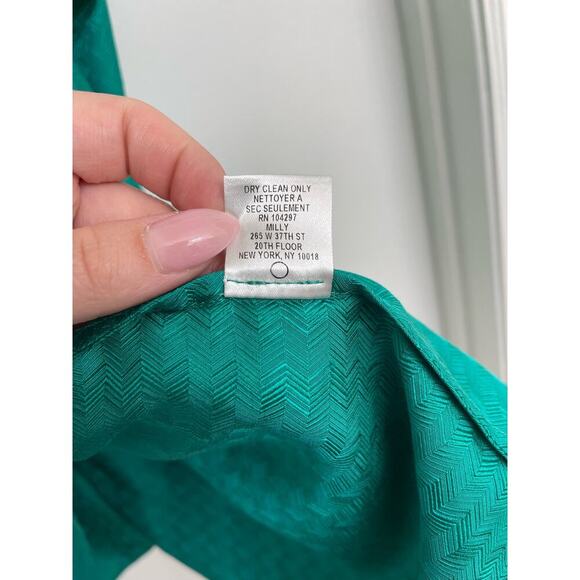 DRY CLEAN ONLY
NETTOYER A
SEC SEULEMENT
RN 104297
MILLY
265 W 37TH ST
20TH FLOOR
NEW YORK, NY 10018